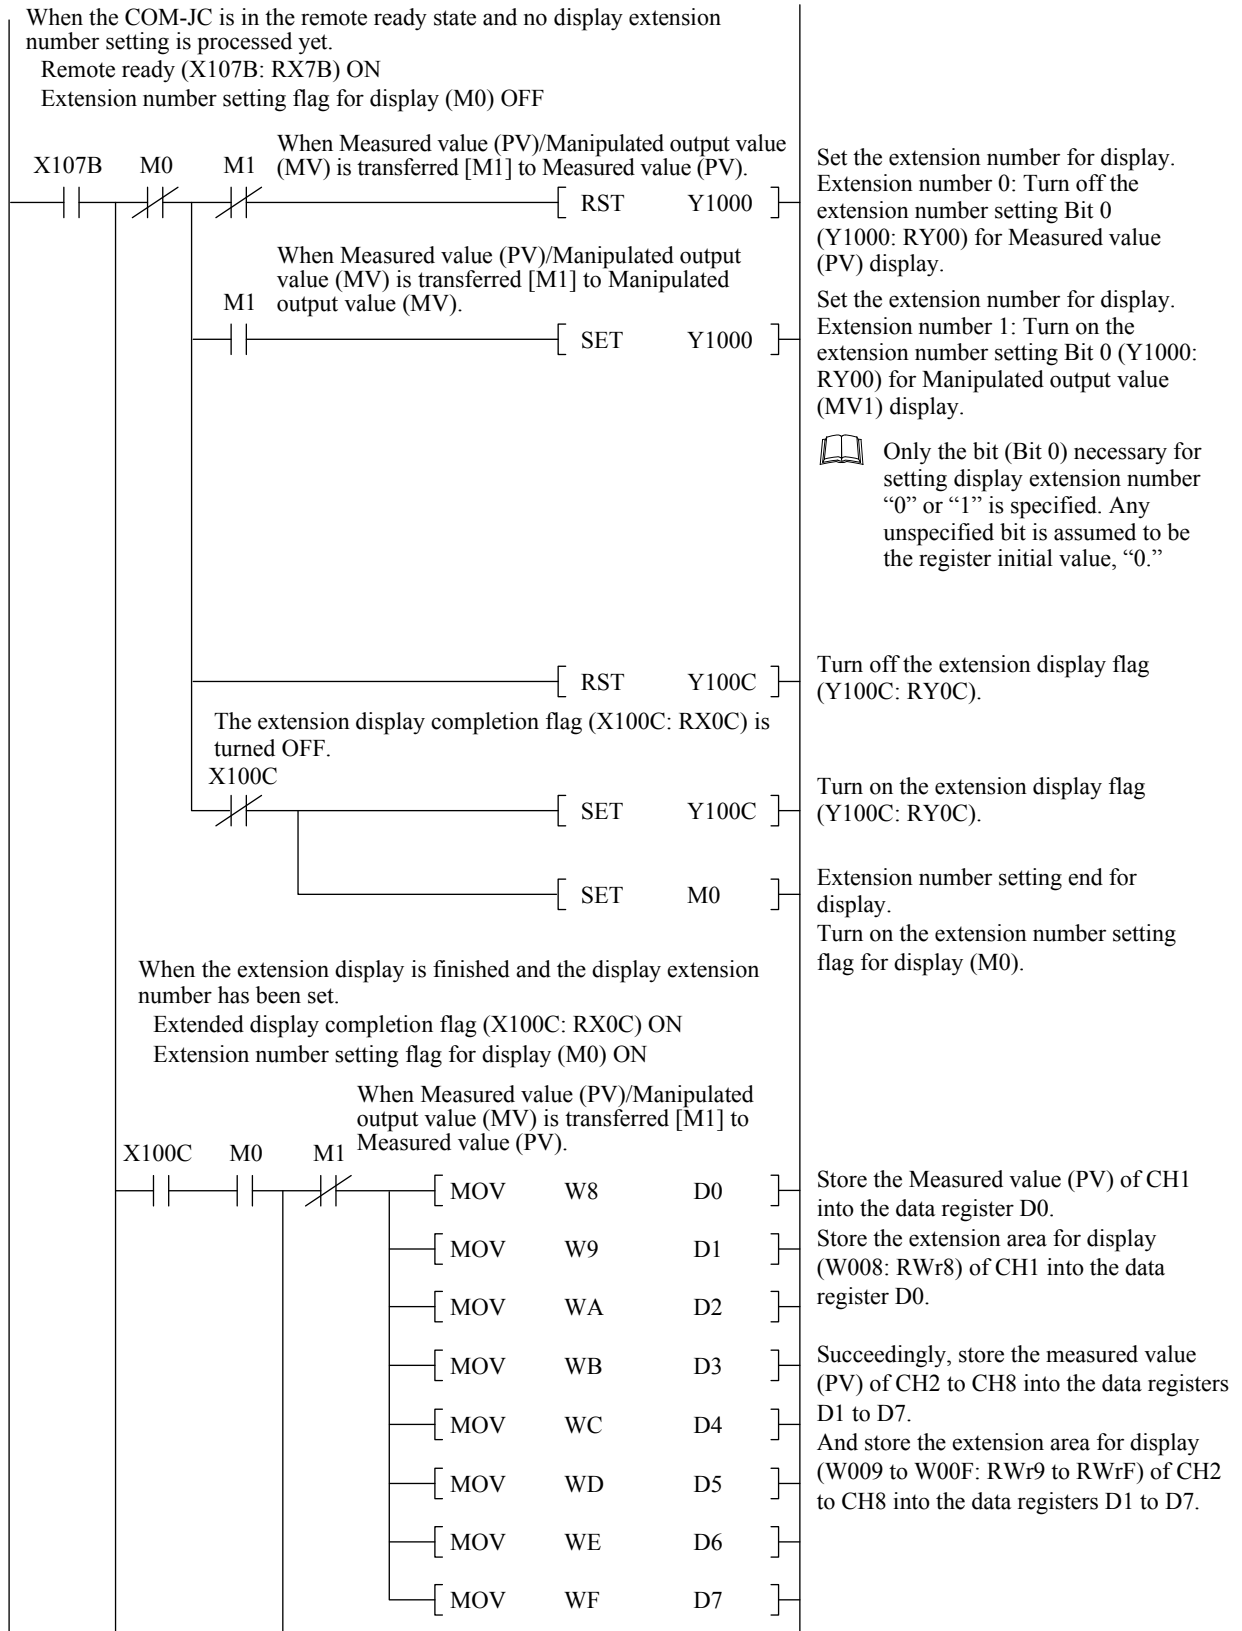 When the COM-JC is in the remote ready state and no display extension
number setting is processed yet.
Remote ready (X107B: RX7B) ON
Extension number setting flag for display (M0) OFF
When Measured value (PV)/Manipulated output value
(MV) is transferred [M1] to Measured value (PV).
X107B M0 M1
RST Y1000
Set the extension number for display.
Extension number 0: Turn off the
extension number setting Bit 0
(Y1000: RY00) for Measured value
(PV) display.
When Measured value (PV)/Manipulated output
value (MV) is transferred [M1] to Manipulated
output value (MV).
M1
SET Y1000
Set the extension number for display.
Extension number 1: Turn on the
extension number setting Bit 0 (Y1000:
RY00) for Manipulated output value
(MV1) display.
Only the bit (Bit 0) necessary for
setting display extension number
“0” or “1” is specified. Any
unspecified bit is assumed to be
the register initial value, “0.”
RST Y100C
Turn off the extension display flag
(Y100C: RY0C).
The extension display completion flag (X100C: RX0C) is
turned OFF.
X100C
SET Y100C
Turn on the extension display flag
(Y100C: RY0C).
SET M0
Extension number setting end for
display.
Turn on the extension number setting
flag for display (M0).
When the extension display is finished and the display extension
number has been set.
Extended display completion flag (X100C: RX0C) ON
Extension number setting flag for display (M0) ON
When Measured value (PV)/Manipulated
output value (MV) is transferred [M1] to
Measured value (PV).
X100C M0 M1
MOV W8 D0
MOV W9 D1
MOV WA D2
MOV WB D3
MOV WC D4
MOV WD D5
MOV WE D6
MOV WF D7
Store the Measured value (PV) of CH1
into the data register D0.
Store the extension area for display
(W008: RWr8) of CH1 into the data
register D0.
Succeedingly, store the measured value
(PV) of CH2 to CH8 into the data registers
D1 to D7.
And store the extension area for display
(W009 to W00F: RWr9 to RWrF) of CH2
to CH8 into the data registers D1 to D7.